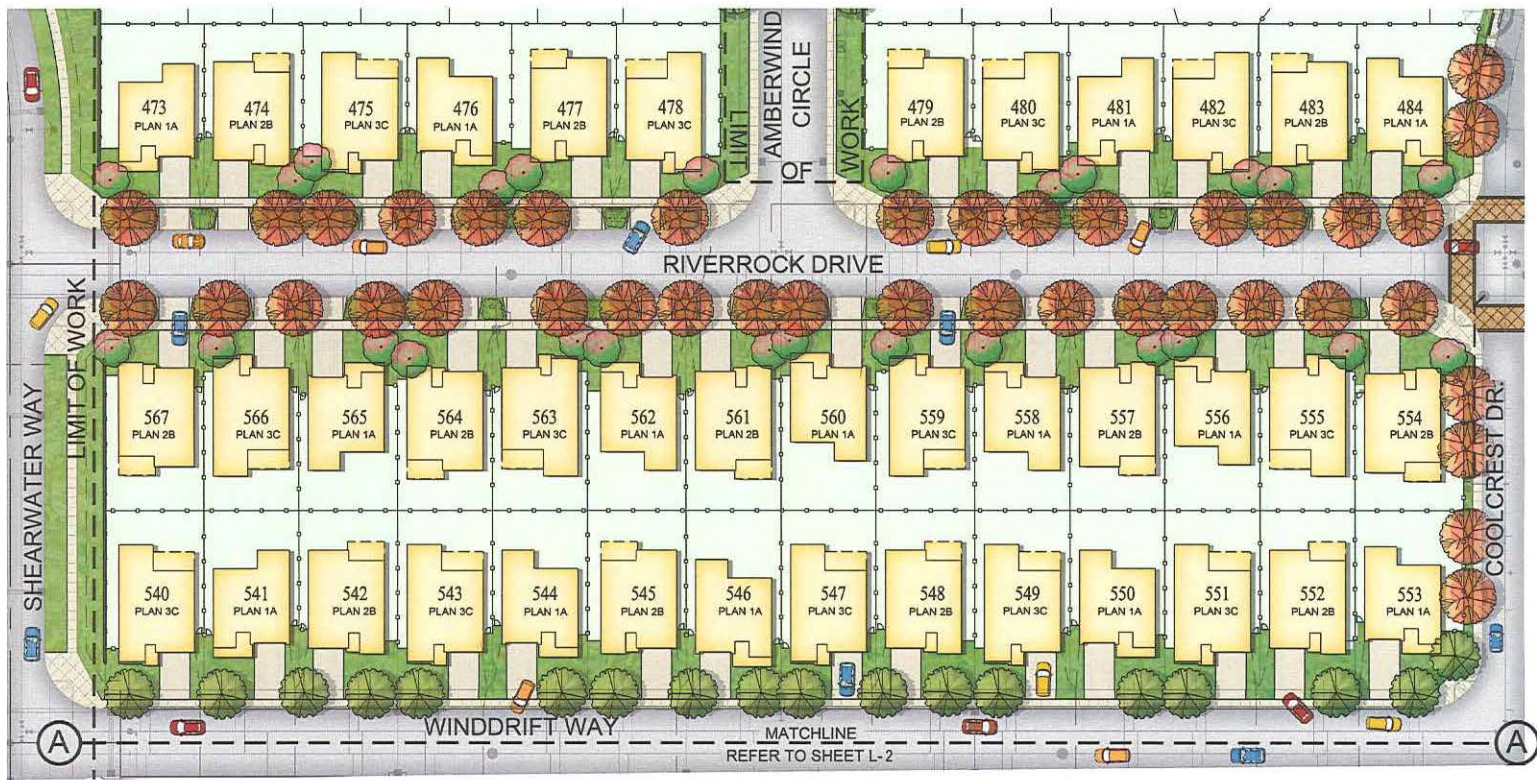 AMBERWIND
CIRCLE
LIMIT
OF
WORK
473
PLAN 1A
474
PLAN 2B
475
PLAN 3C
476
PLAN 1A
477
PLAN 2B
478
PLAN 3C
479
PLAN 2B
480
PLAN 3C
481
PLAN 1A
482
PLAN 3C
483
PLAN 2B
484
PLAN 1A
RIVERROCK DRIVE
LIMIT OF WORK
SHEARWATER WAY
567
PLAN 2B
566
PLAN 3C
565
PLAN 1A
564
PLAN 2B
563
PLAN 3C
562
PLAN 1A
561
PLAN 2B
560
PLAN 1A
559
PLAN 3C
558
PLAN 1A
557
PLAN 2B
556
PLAN 1A
555
PLAN 3C
554
PLAN 2B
COOLCREST DR.
540
PLAN 3C
541
PLAN 1A
542
PLAN 2B
543
PLAN 3C
544
PLAN 1A
545
PLAN 2B
546
PLAN 1A
547
PLAN 3C
548
PLAN 2B
549
PLAN 3C
550
PLAN 1A
551
PLAN 3C
552
PLAN 2B
553
PLAN 1A
WINDDRIFT WAY
A
MATCHLINE
REFER TO SHEET L-2
A